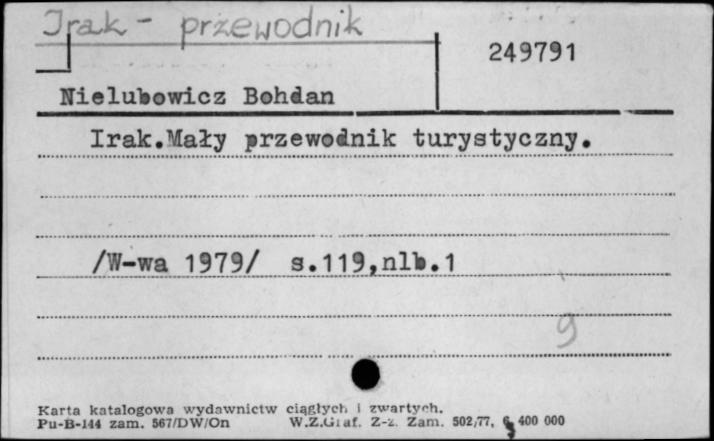 Irak - przewodnik
249791
Nielubowicz Bohdan
Irak.Mały przewodnik turystyczny.
/W-wa 1979/ s.119,nlb.1
9
Karta katalogowa wydawnictw ciągłych i zwartych.
Pu-B-144 zam. 567/DW/On W.Z.Graf. Z-z. Zam. 502/77, 400 000